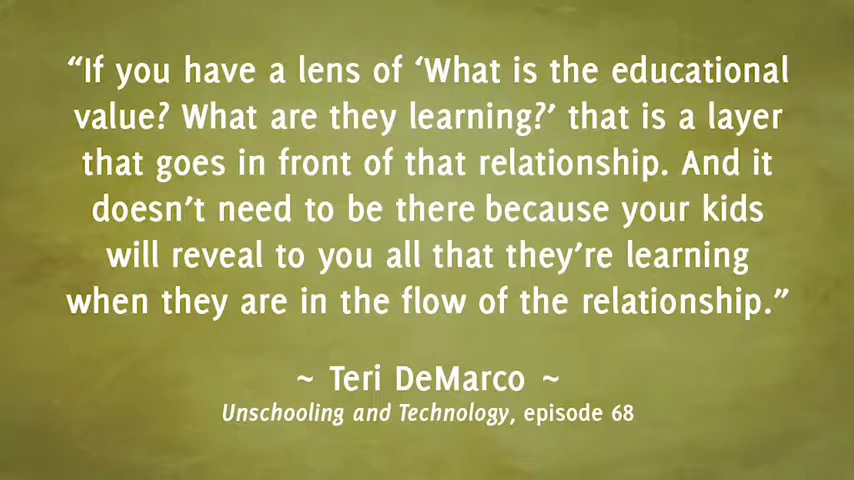 “If you have a lens of ‘What is the educational
value? What are they learning?’ that is a layer
that goes in front of that relationship. And it
doesn’t need to be there because your kids
will reveal to you all that they’re learning
when they are in the flow of the relationship.”
~ Teri DeMarco ~
Unschooling and Technology, episode 68